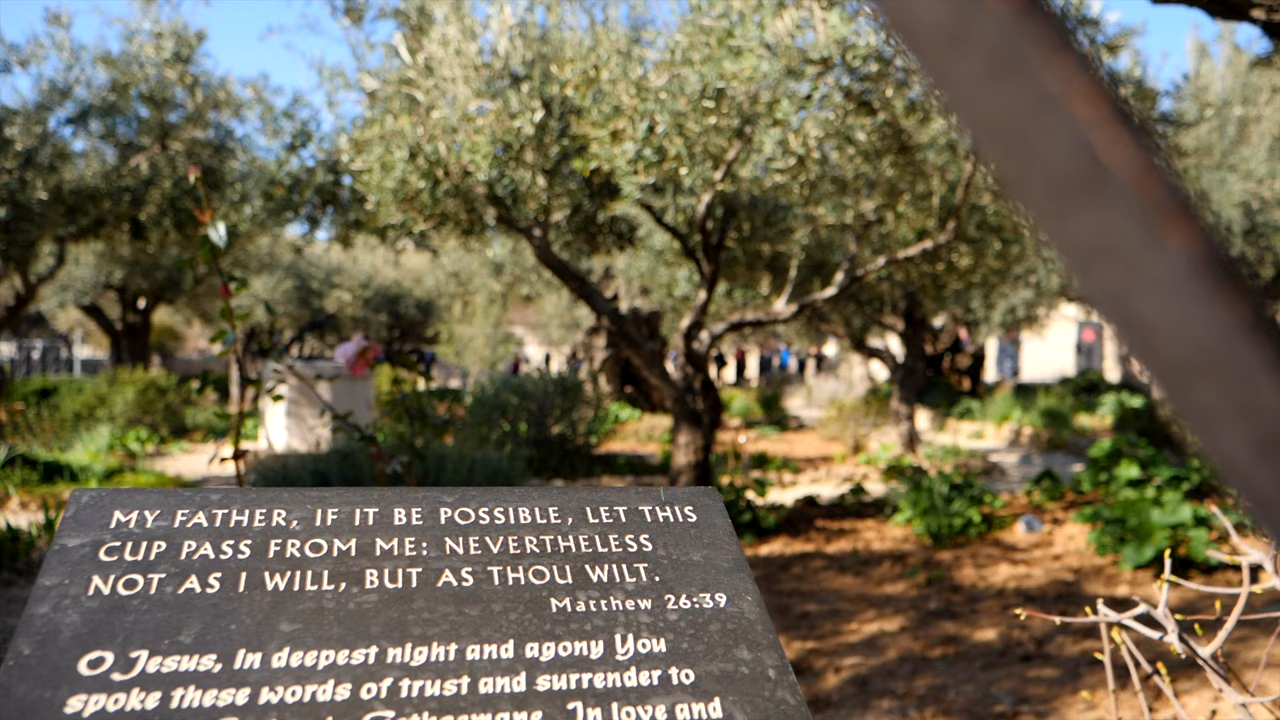 MY FATHER, IF IT BE POSSIBLE, LET THIS
CUP PASS FROM ME: NEVERTHELESS
NOT AS I WILL, BUT AS THOU WILT.
Matthew 26:39
O Jesus, in deepest night and agony You
spoke these words of trust and surrender to
Gethsemane. In love and